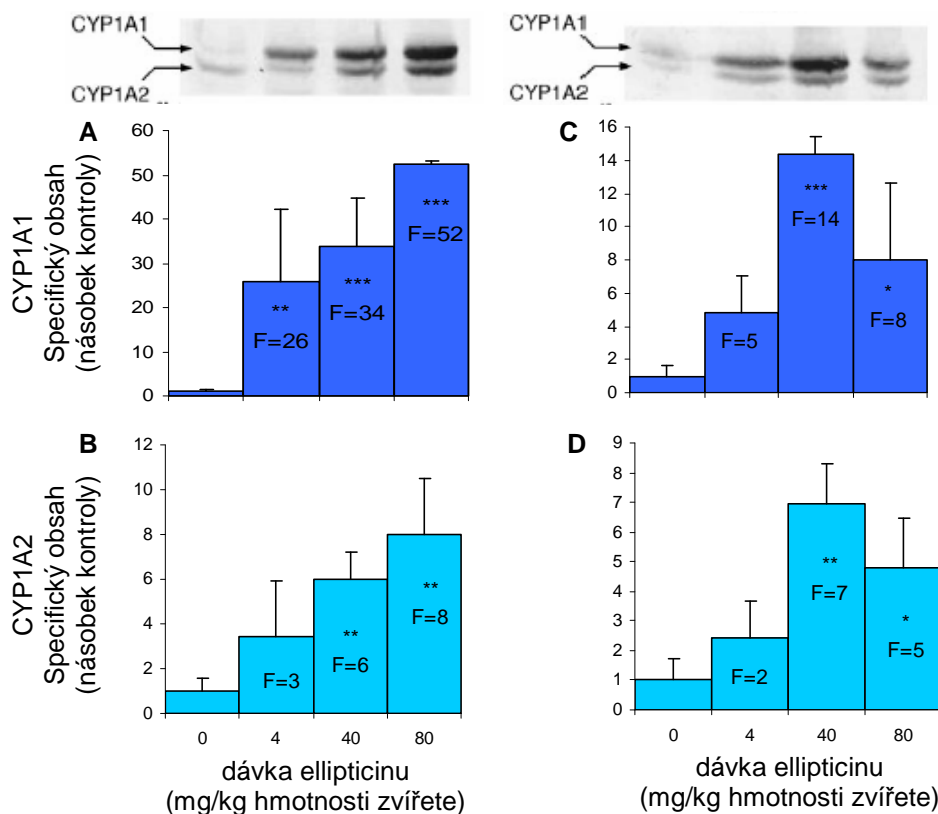 CYP1A1
CYP1A2
CYP1A1
CYP1A2
A
CYP1A1
Specifický obsah
(násobek kontroly)
60
50
40
30
20
10
0
**
F=26
***
F=34
***
F=52
C
16
14
12
10
8
6
4
2
0
F=5
***
F=14
*
F=8
B
CYP1A2
Specifický obsah
(násobek kontroly)
12
10
8
6
4
2
0
F=3
**
F=6
**
F=8
0 4 40 80
dávka ellipticinu
(mg/kg hmotnosti zvířete)
D
9
8
7
6
5
4
3
2
1
0
F=2
**
F=7
*
F=5
0 4 40 80
dávka ellipticinu
(mg/kg hmotnosti zvířete)